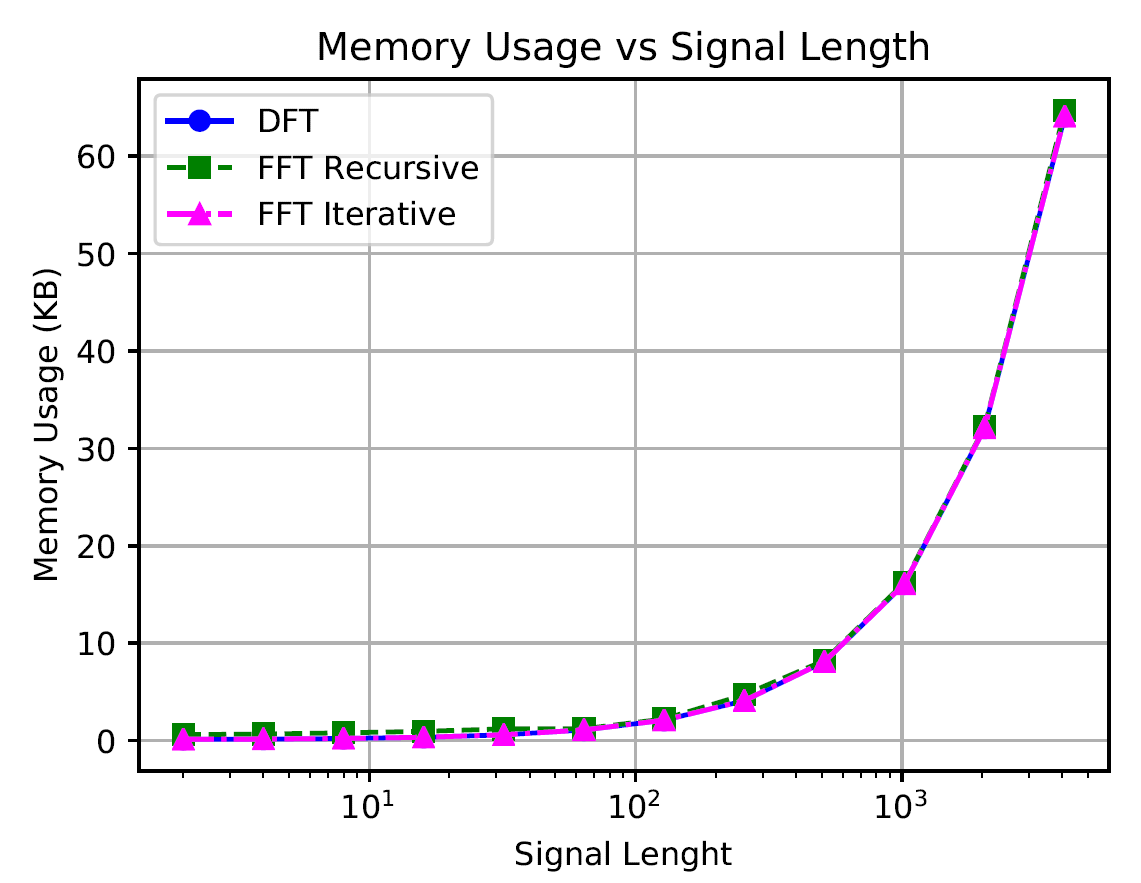 Memory Usage vs Signal Length
DFT
FFT Recursive
FFT Iterative
Memory Usage (KB)
60
50
40
30
20
10
0
10¹
10²
10³
Signal Lenght